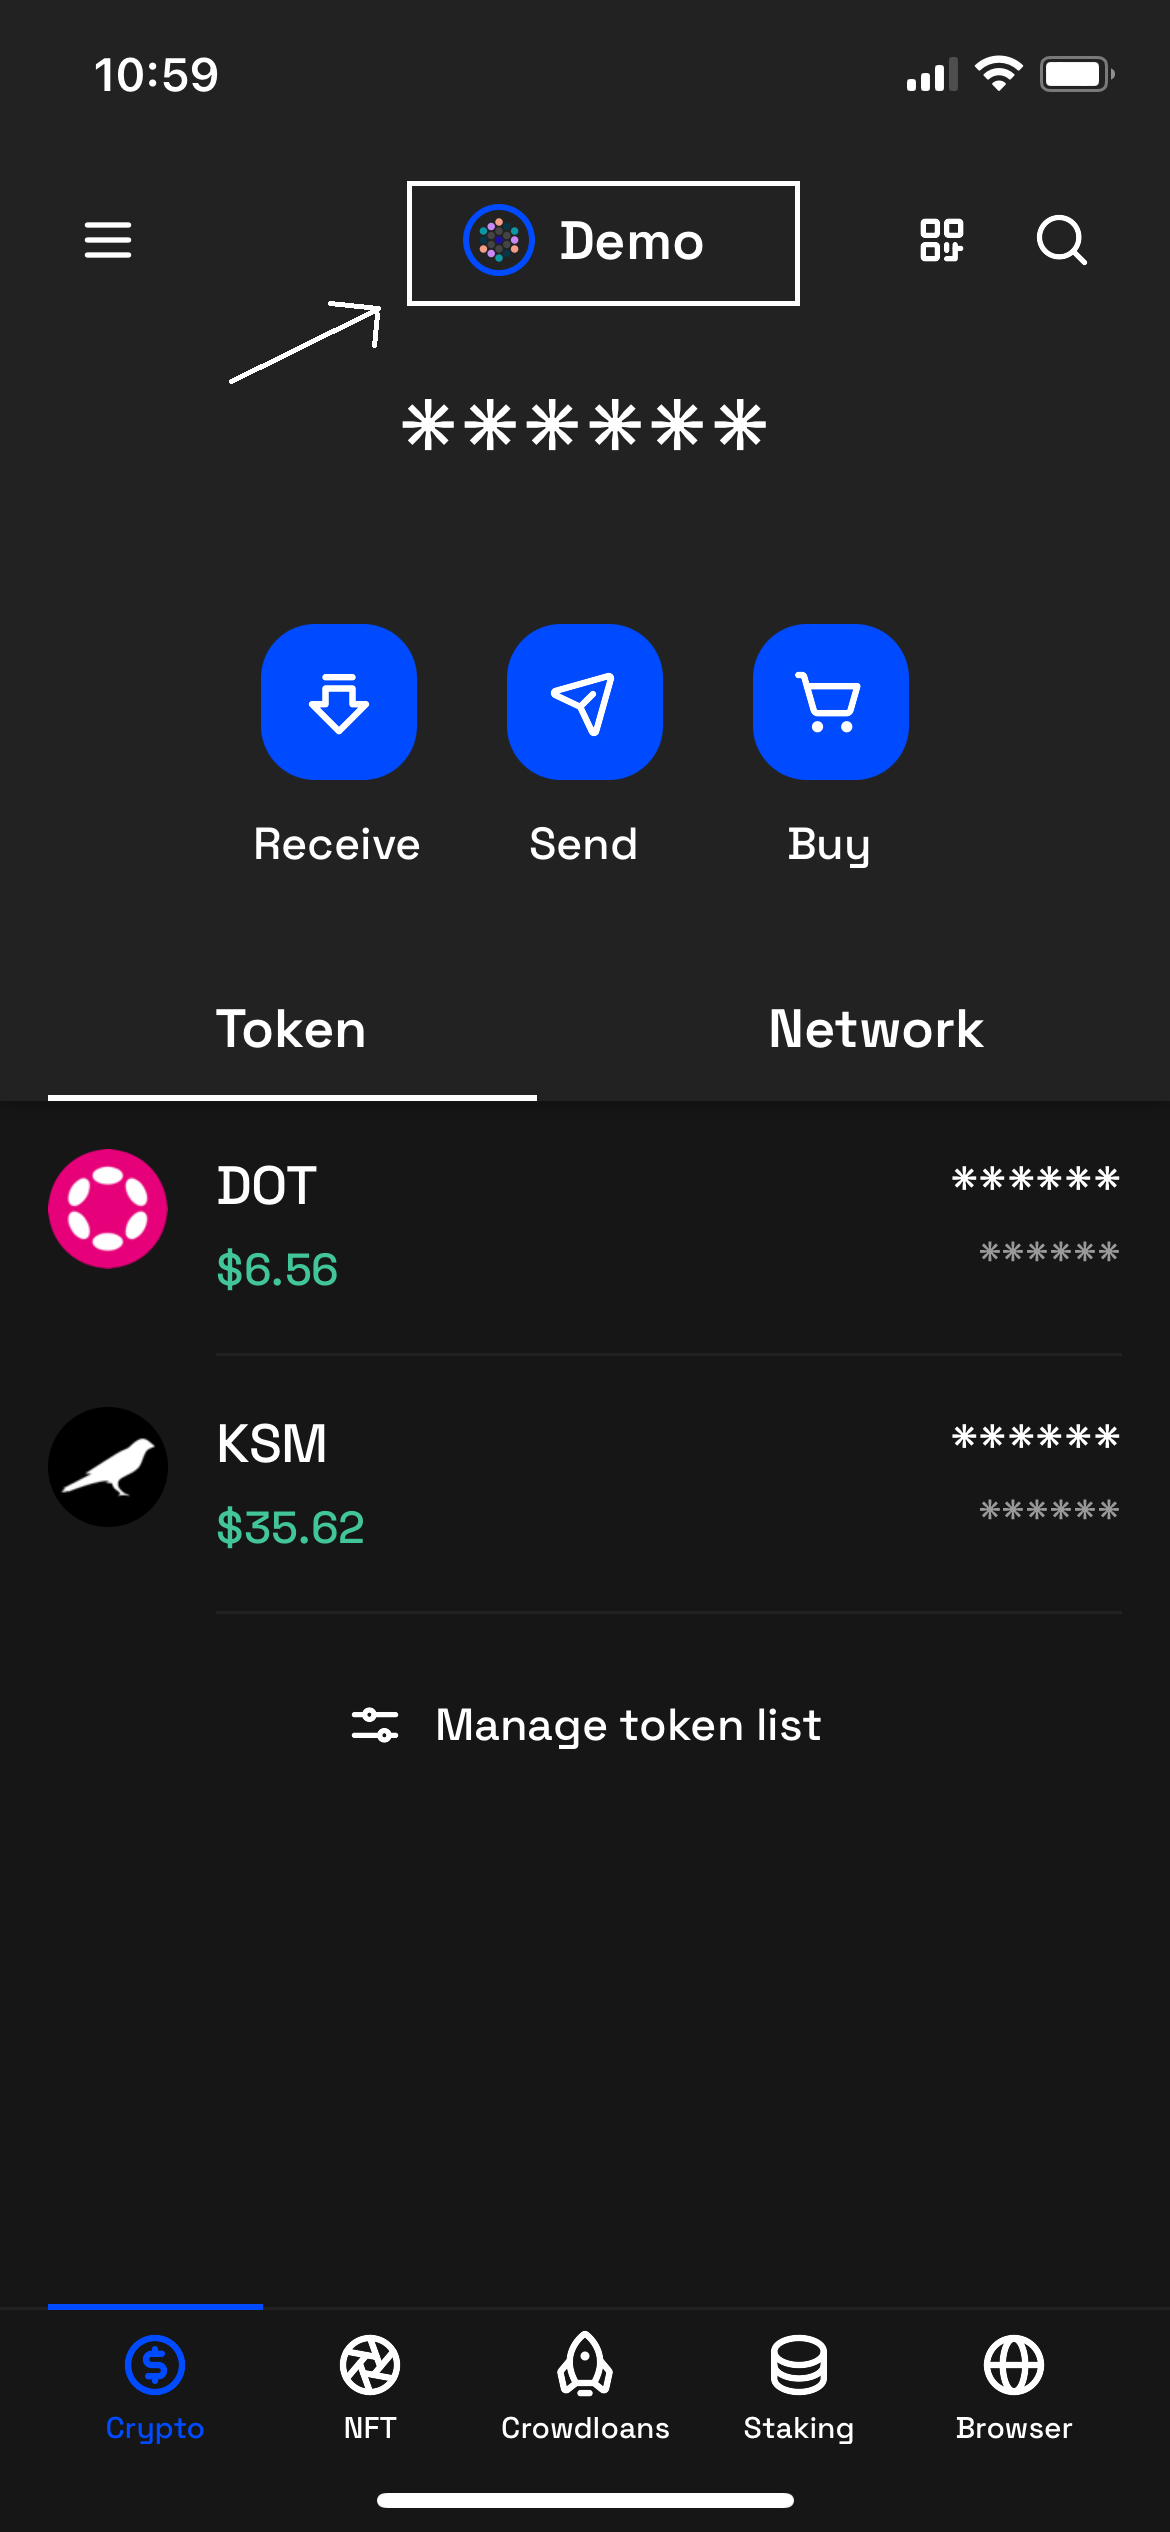 10:59
Demo
******
Receive Send Buy
Token Network
DOT ******
$6.56 ******
KSM ******
$35.62 ******
Manage token list
Crypto NFT Crowdloans Staking Browser